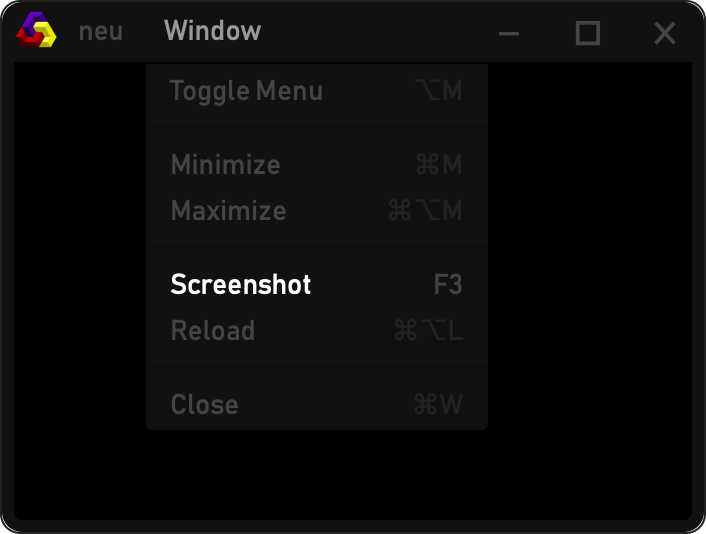 neu Window
Toggle Menu ⌥M
Minimize ⌘M
Maximize ⌘⌥M
Screenshot F3
Reload ⌘⌥L
Close ⌘W